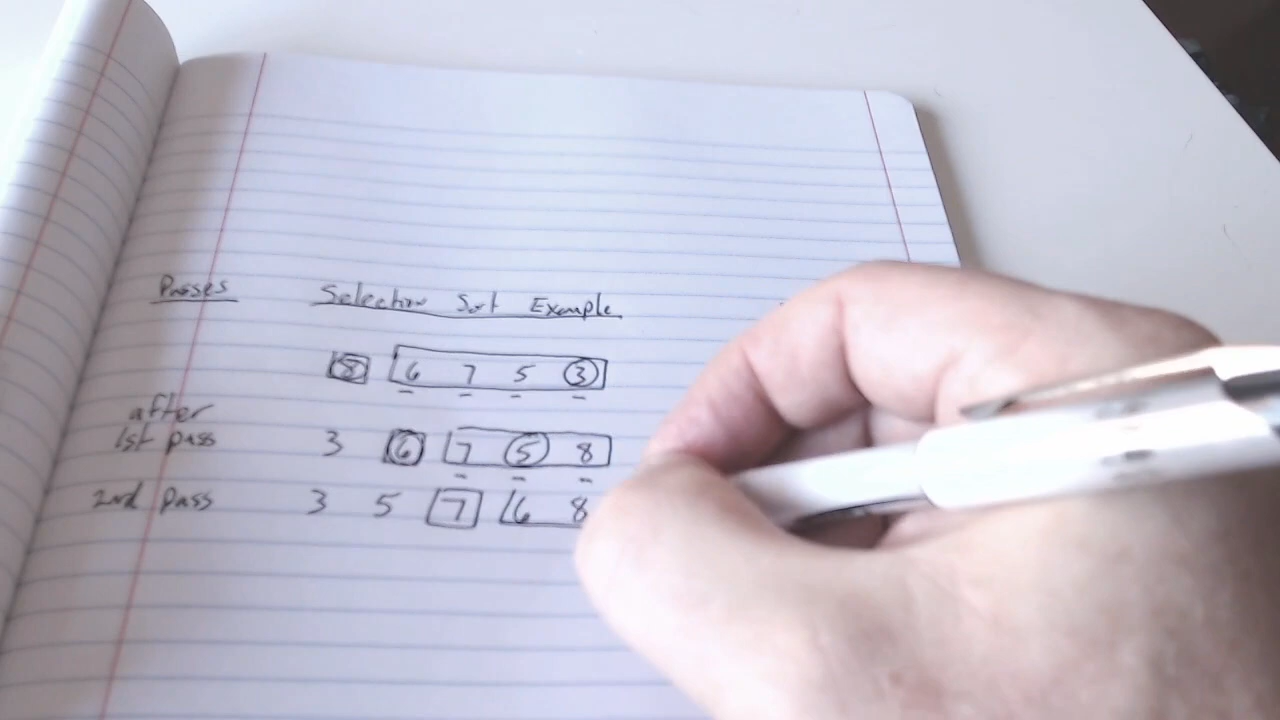 Passes Selection Sort Example
8 6 7 5 3
after
1st pass 3 6 7 5 8
2nd pass 3 5 7 6 8